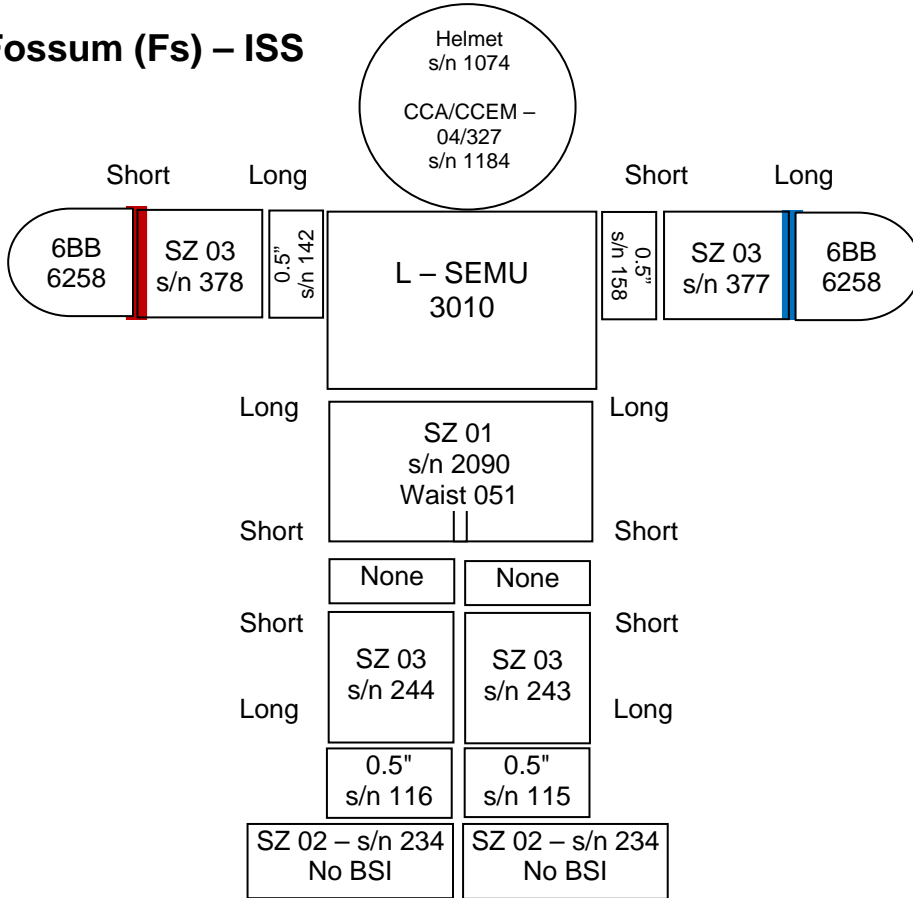 Fossum (Fs) – ISS
Helmet
s/n 1074
CCA/CCEM –
04/327
s/n 1184
Short Long Short Long
6BB
6258
SZ 03
s/n 378
0.5"
s/n 142
L – SEMU
3010
0.5"
s/n 158
SZ 03
s/n 377
6BB
6258
Long Long
SZ 01
s/n 2090
Waist 051
Short Short
None None
Short Short
SZ 03
s/n 244
SZ 03
s/n 243
Long Long
0.5"
s/n 116
0.5"
s/n 115
SZ 02 – s/n 234
No BSI
SZ 02 – s/n 234
No BSI